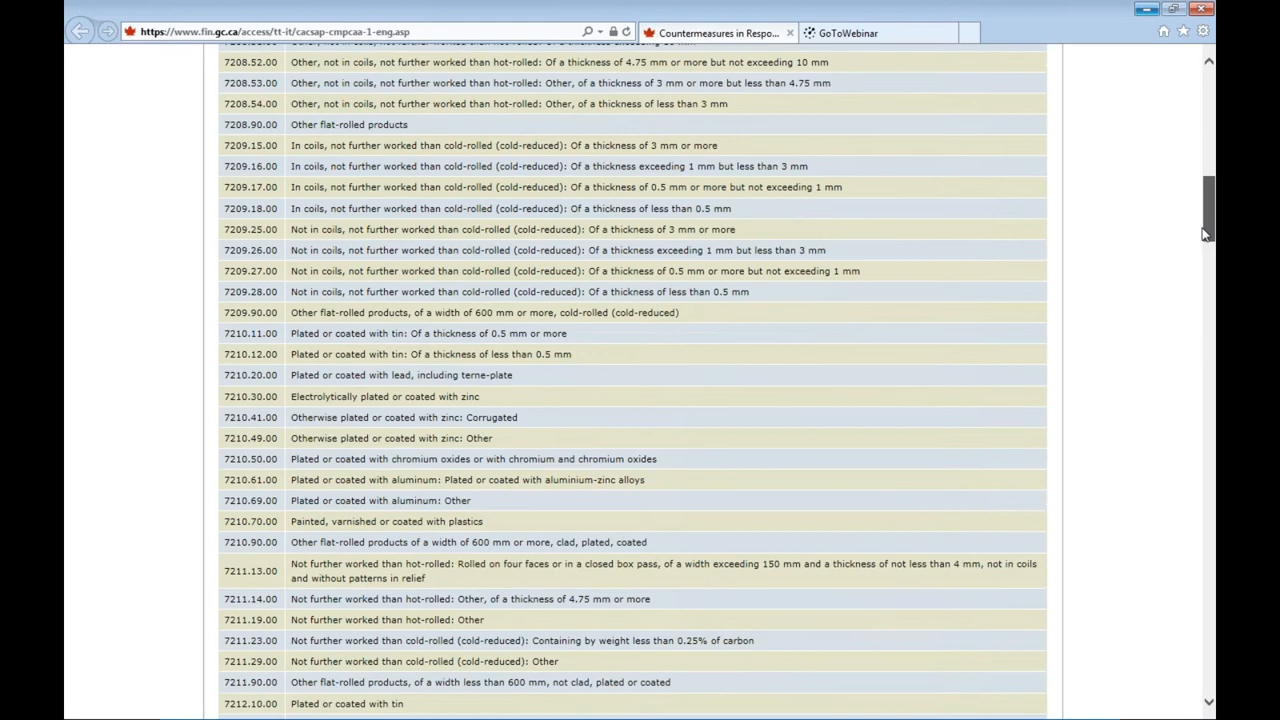 https://www.fin.gc.ca/access/tt-it/cacsap-cmpcaa-1-eng.asp
Countermeasures in Respo...
GoToWebinar
7208.52.00 Other, not in coils, not further worked than hot-rolled: Of a thickness of 4.75 mm or more but not exceeding 10 mm
7208.53.00 Other, not in coils, not further worked than hot-rolled: Other, of a thickness of 3 mm or more but less than 4.75 mm
7208.54.00 Other, not in coils, not further worked than hot-rolled: Other, of a thickness of less than 3 mm
7208.90.00 Other flat-rolled products
7209.15.00 In coils, not further worked than cold-rolled (cold-reduced): Of a thickness of 3 mm or more
7209.16.00 In coils, not further worked than cold-rolled (cold-reduced): Of a thickness exceeding 1 mm but less than 3 mm
7209.17.00 In coils, not further worked than cold-rolled (cold-reduced): Of a thickness of 0.5 mm or more but not exceeding 1 mm
7209.18.00 In coils, not further worked than cold-rolled (cold-reduced): Of a thickness of less than 0.5 mm
7209.25.00 Not in coils, not further worked than cold-rolled (cold-reduced): Of a thickness of 3 mm or more
7209.26.00 Not in coils, not further worked than cold-rolled (cold-reduced): Of a thickness exceeding 1 mm but less than 3 mm
7209.27.00 Not in coils, not further worked than cold-rolled (cold-reduced): Of a thickness of 0.5 mm or more but not exceeding 1 mm
7209.28.00 Not in coils, not further worked than cold-rolled (cold-reduced): Of a thickness of less than 0.5 mm
7209.90.00 Other flat-rolled products, of a width of 600 mm or more, cold-rolled (cold-reduced)
7210.11.00 Plated or coated with tin: Of a thickness of 0.5 mm or more
7210.12.00 Plated or coated with tin: Of a thickness of less than 0.5 mm
7210.20.00 Plated or coated with lead, including terne-plate
7210.30.00 Electrolytically plated or coated with zinc
7210.41.00 Otherwise plated or coated with zinc: Corrugated
7210.49.00 Otherwise plated or coated with zinc: Other
7210.50.00 Plated or coated with chromium oxides or with chromium and chromium oxides
7210.61.00 Plated or coated with aluminum: Plated or coated with aluminium-zinc alloys
7210.69.00 Plated or coated with aluminum: Other
7210.70.00 Painted, varnished or coated with plastics
7210.90.00 Other flat-rolled products of a width of 600 mm or more, clad, plated, coated
7211.13.00 Not further worked than hot-rolled: Rolled on four faces or in a closed box pass, of a width exceeding 150 mm and a thickness of not less than 4 mm, not in coils
and without patterns in relief
7211.14.00 Not further worked than hot-rolled: Other, of a thickness of 4.75 mm or more
7211.19.00 Not further worked than hot-rolled: Other
7211.23.00 Not further worked than cold-rolled (cold-reduced): Containing by weight less than 0.25% of carbon
7211.29.00 Not further worked than cold-rolled (cold-reduced): Other
7211.90.00 Other flat-rolled products, of a width less than 600 mm, not clad, plated or coated
7212.10.00 Plated or coated with tin